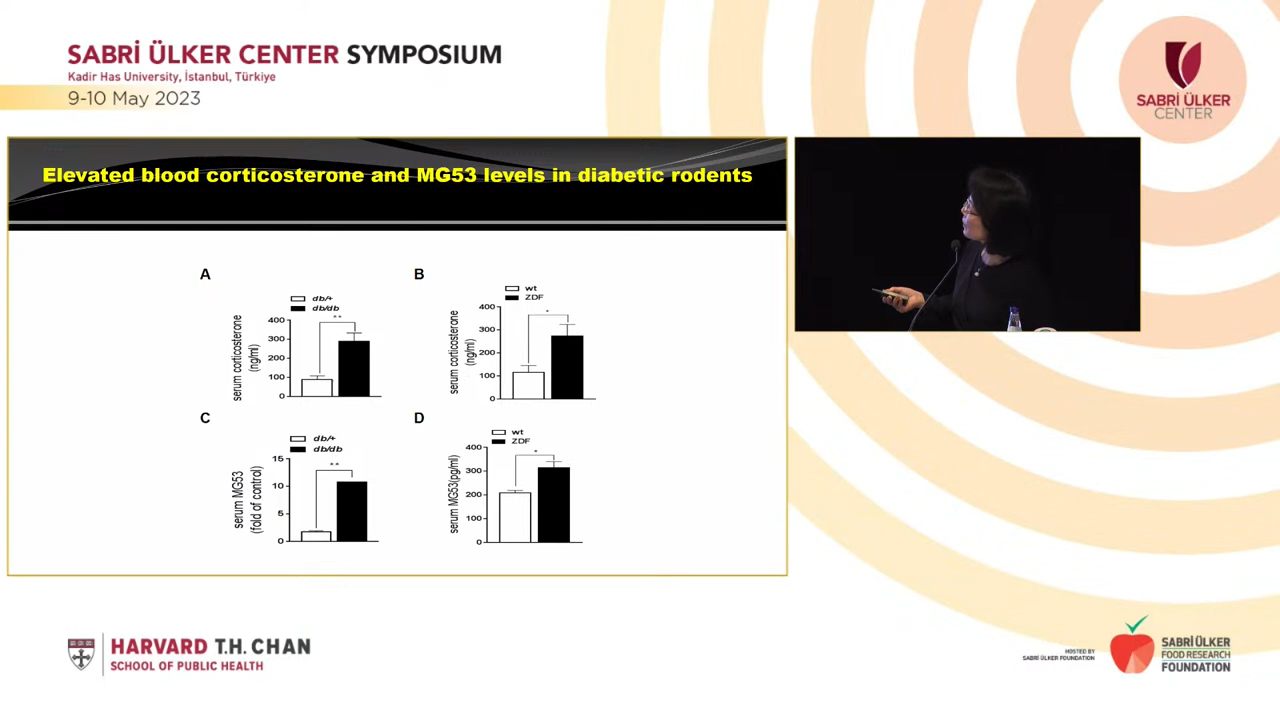 SABRİ ÜLKER CENTER SYMPOSIUM
Kadir Has University, İstanbul, Türkiye
9-10 May 2023
SABRİ ÜLKER
CENTER
Elevated blood corticosterone and MG53 levels in diabetic rodents
A
db/+
db/db
**
serum corticosterone
(ng/ml)
400
300
200
100
0
B
wt
ZDF
*
serum corticosterone
(ng/ml)
400
300
200
100
0
C
db/+
db/db
**
serum MG53
(fold of control)
15
10
5
0
D
wt
ZDF
*
serum MG53(pg/ml)
400
300
200
100
0
HARVARD T.H. CHAN
SCHOOL OF PUBLIC HEALTH
HOSTED BY
SABRİ ÜLKER FOUNDATION
SABRİ ÜLKER
FOOD RESEARCH
FOUNDATION